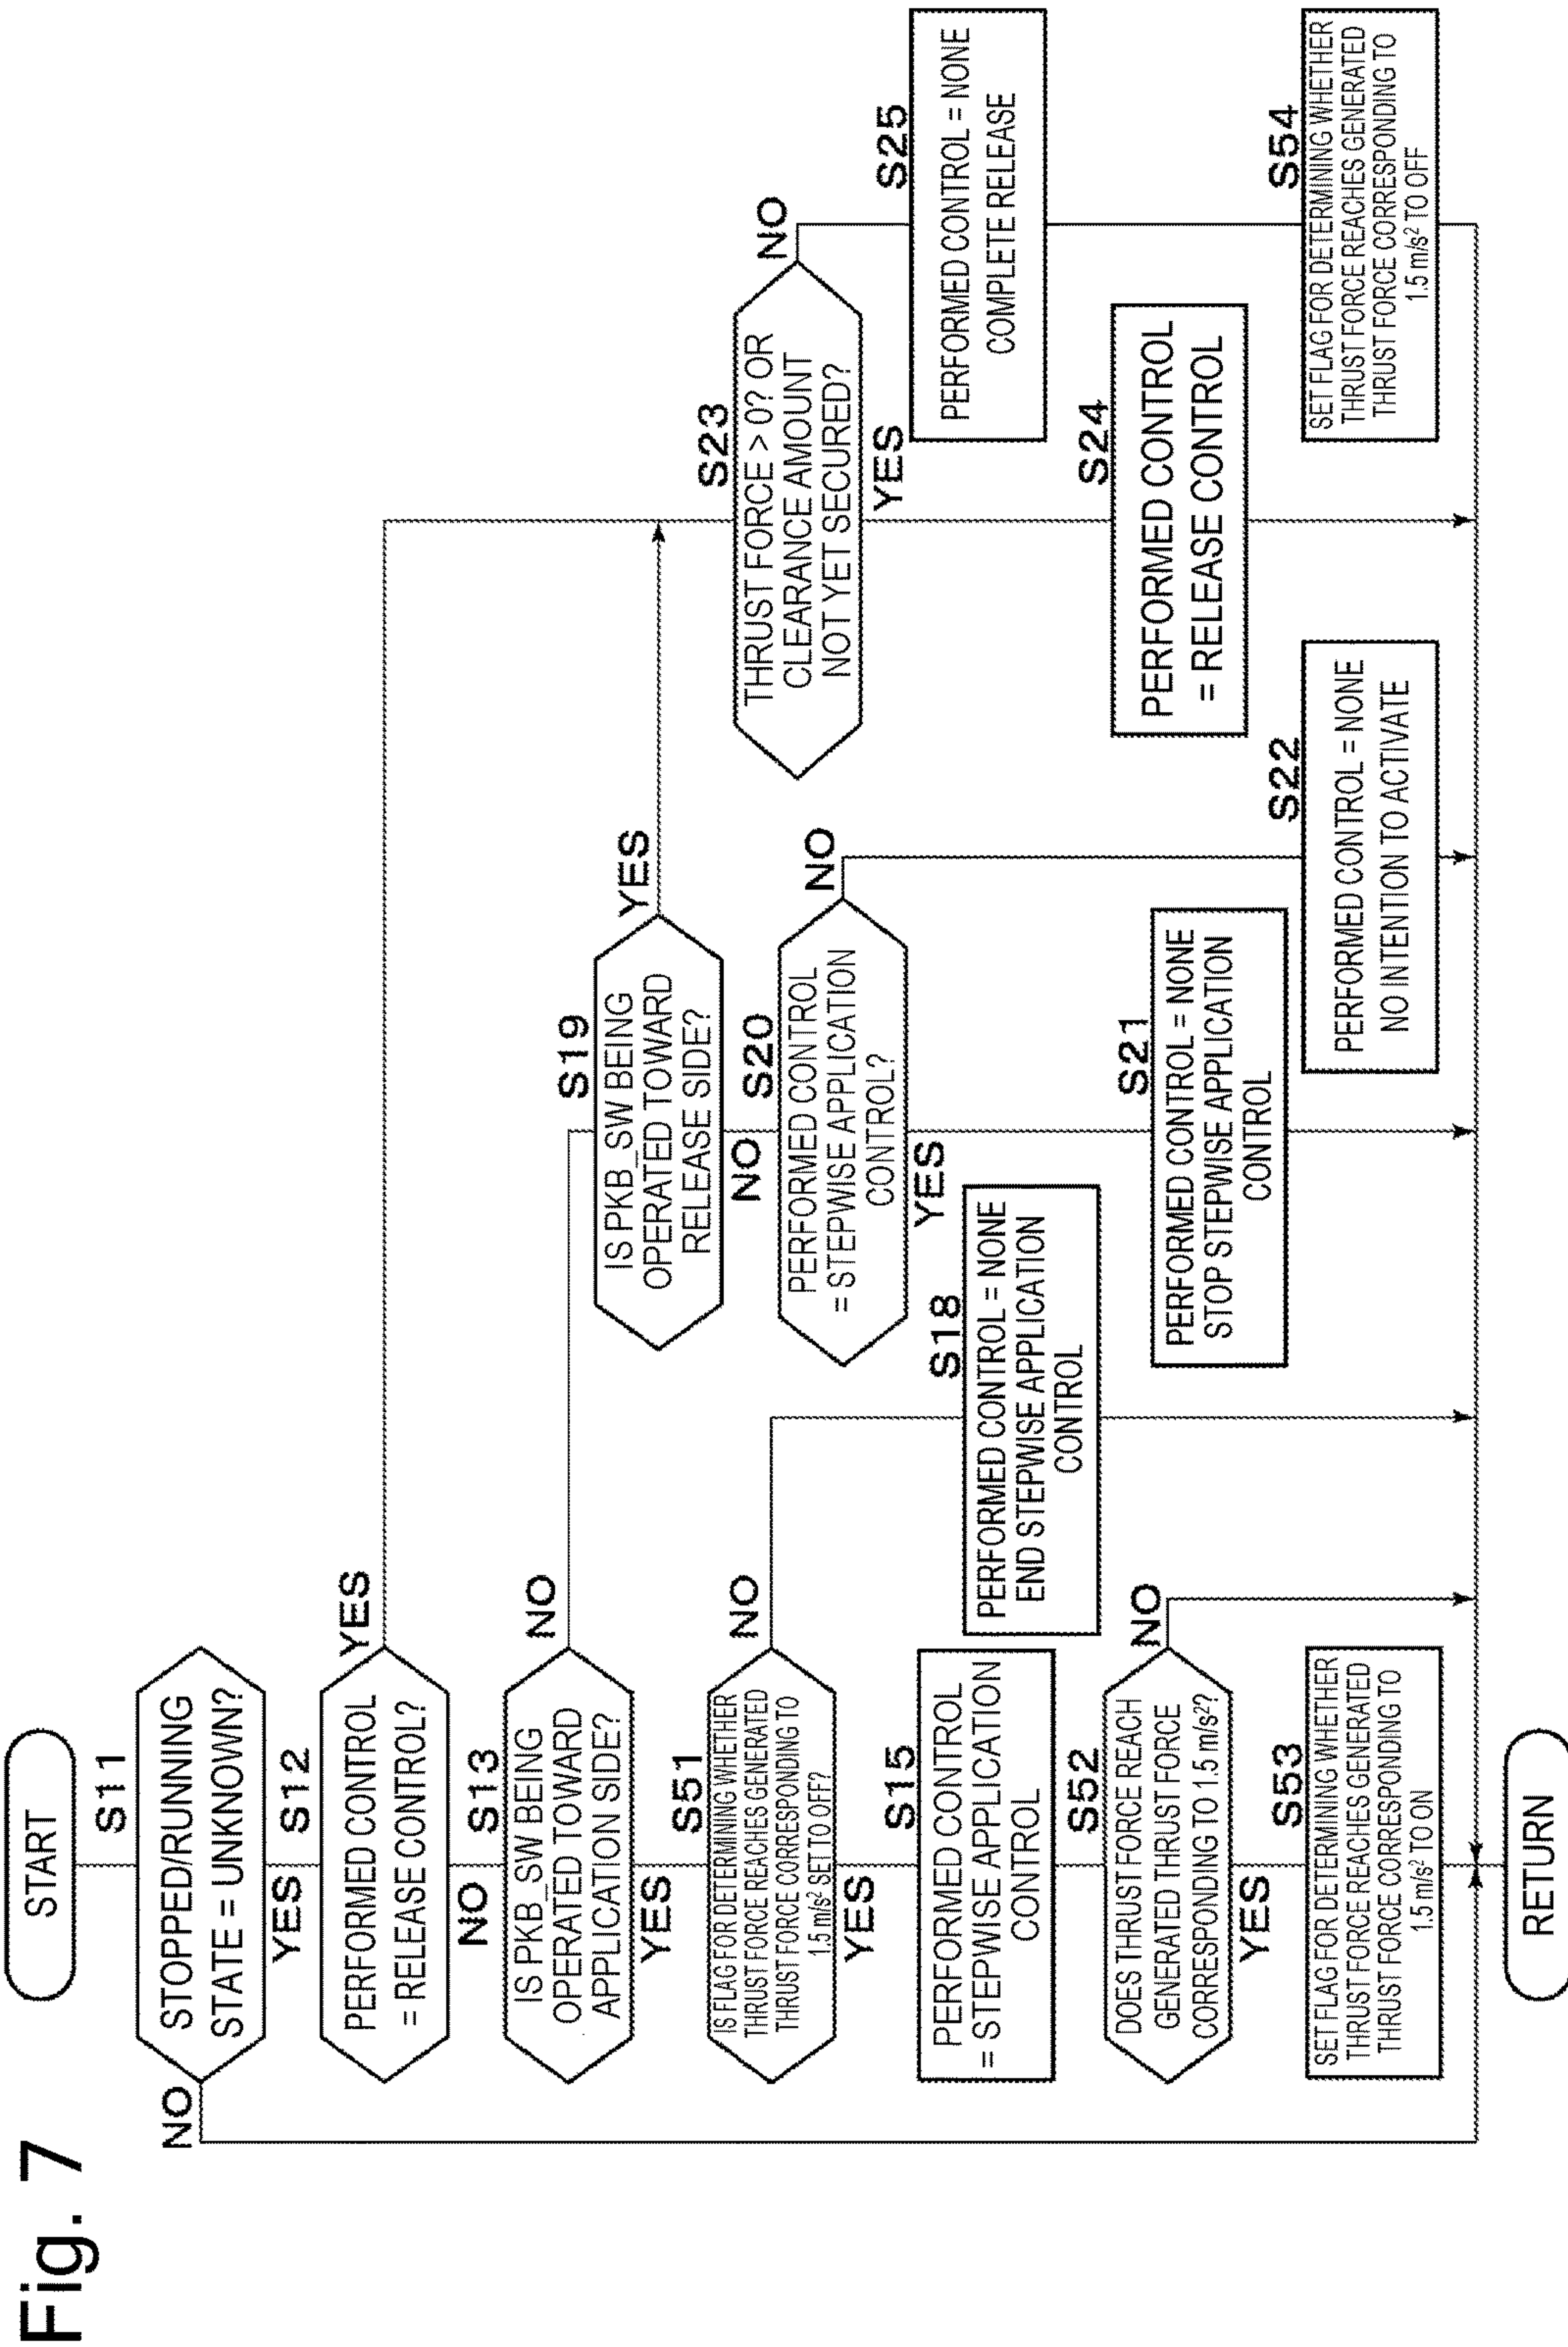 Fig. 7
START
S11
STOPPED/RUNNING
STATE = UNKNOWN?
NO
YES
S12
PERFORMED CONTROL
= RELEASE CONTROL?
YES
NO
S13
IS PKB_SW BEING
OPERATED TOWARD
APPLICATION SIDE?
NO
YES
S51
IS FLAG FOR DETERMINING WHETHER
THRUST FORCE REACHES GENERATED
THRUST FORCE CORRESPONDING TO
1.5 m/s² SET TO OFF?
NO
YES
S15
PERFORMED CONTROL
= STEPWISE APPLICATION
CONTROL
S52
DOES THRUST FORCE REACH
GENERATED THRUST FORCE
CORRESPONDING TO 1.5 m/s²?
NO
YES
S53
SET FLAG FOR DETERMINING WHETHER
THRUST FORCE REACHES GENERATED
THRUST FORCE CORRESPONDING TO
1.5 m/s² TO ON
RETURN
S18
PERFORMED CONTROL = NONE
END STEPWISE APPLICATION
CONTROL
S19
IS PKB_SW BEING
OPERATED TOWARD
RELEASE SIDE?
YES
NO
S20
PERFORMED CONTROL
= STEPWISE APPLICATION
CONTROL?
NO
YES
S21
PERFORMED CONTROL = NONE
STOP STEPWISE APPLICATION
CONTROL
S22
PERFORMED CONTROL = NONE
NO INTENTION TO ACTIVATE
S23
THRUST FORCE > 0? OR
CLEARANCE AMOUNT
NOT YET SECURED?
NO
YES
S24
PERFORMED CONTROL
= RELEASE CONTROL
S25
PERFORMED CONTROL = NONE
COMPLETE RELEASE
S54
SET FLAG FOR DETERMINING WHETHER
THRUST FORCE REACHES GENERATED
THRUST FORCE CORRESPONDING TO
1.5 m/s² TO OFF